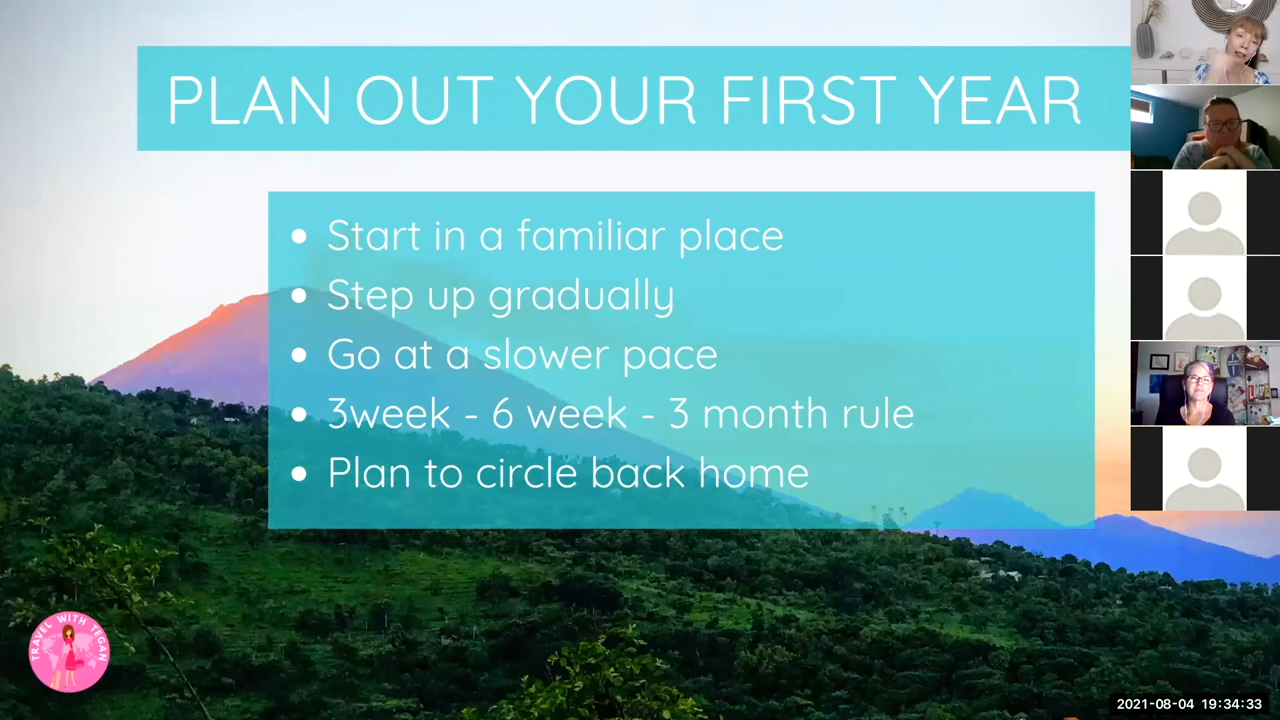 PLAN OUT YOUR FIRST YEAR
• Start in a familiar place
• Step up gradually
• Go at a slower pace
• 3week - 6 week - 3 month rule
• Plan to circle back home
TRAVEL WITH TEGAN
2021-08-04 19:34:33